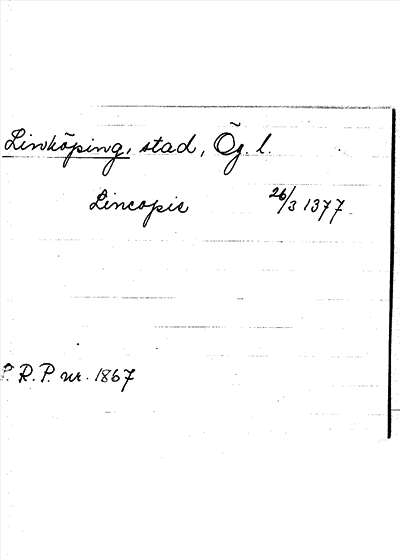 Linköping, stad, Ög. l.
Lincopie 26/3 1377
P. R. P. nr. 1867